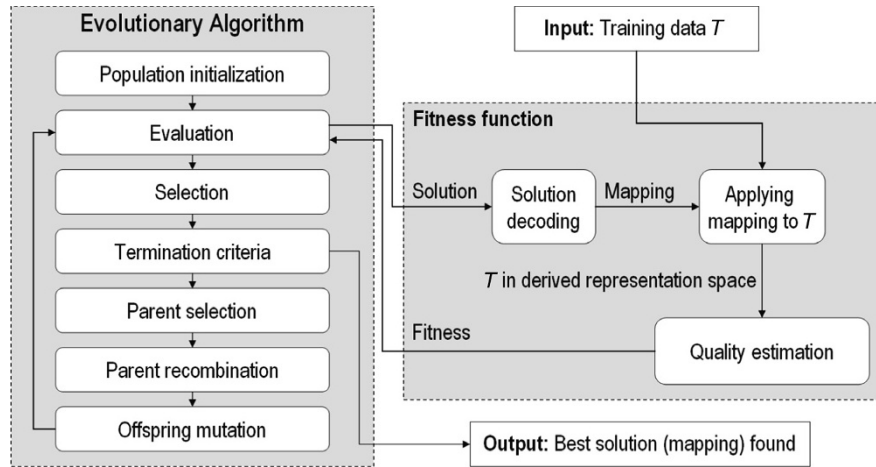 Evolutionary Algorithm
Population initialization
Evaluation
Selection
Termination criteria
Parent selection
Parent recombination
Offspring mutation
Input: Training data T
Fitness function
Solution
Solution
decoding
Mapping
Applying
mapping to T
T in derived representation space
Fitness
Quality estimation
Output: Best solution (mapping) found